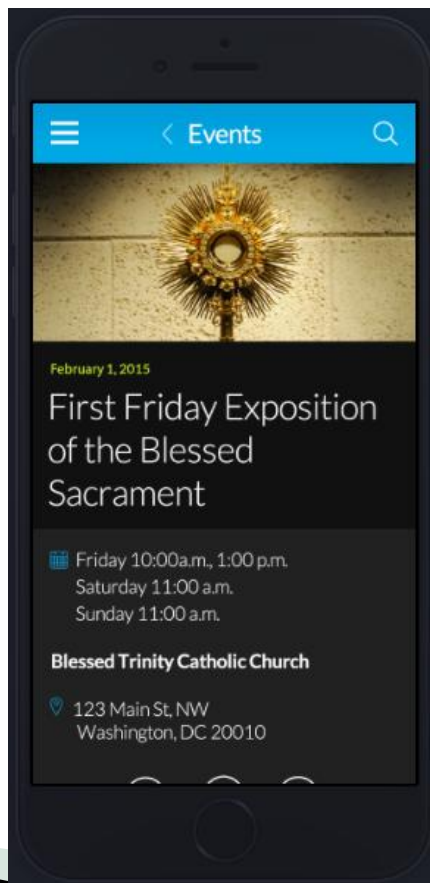 Events
February 1, 2015
First Friday Exposition
of the Blessed
Sacrament
Friday 10:00a.m., 1:00 p.m.
Saturday 11:00 a.m.
Sunday 11:00 a.m.
Blessed Trinity Catholic Church
123 Main St, NW
Washington, DC 20010